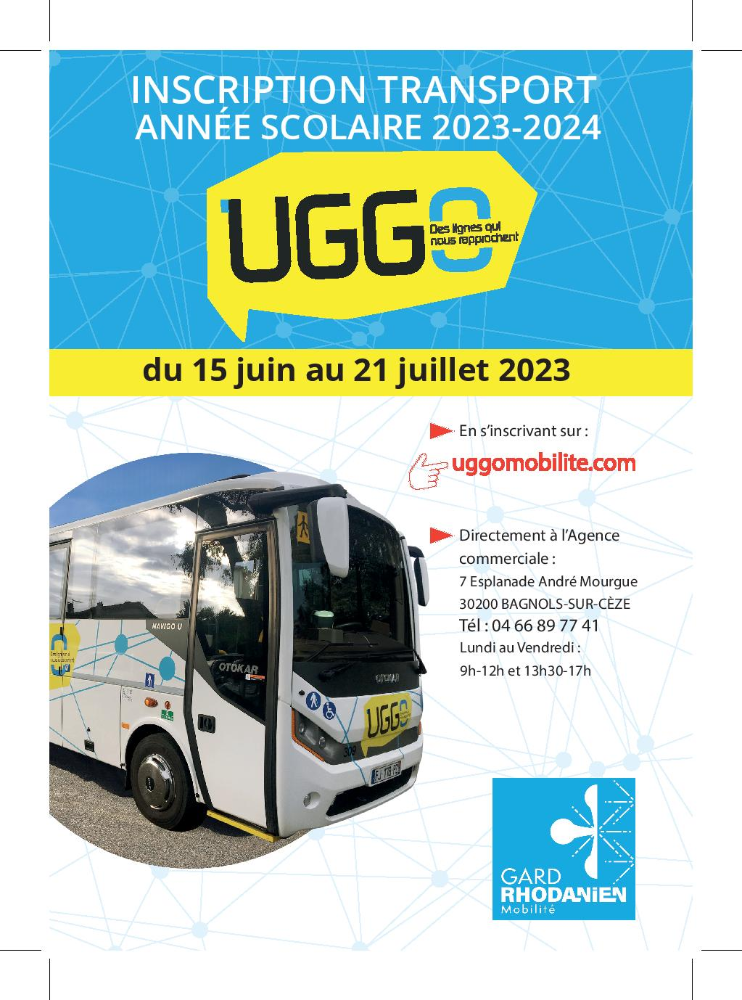 INSCRIPTION TRANSPORT
ANNÉE SCOLAIRE 2023-2024
UGGO
Des lignes qui
nous rapprochent
du 15 juin au 21 juillet 2023
En s’inscrivant sur :
uggomobilite.com
Directement à l’Agence
commerciale :
7 Esplanade André Mourgue
30200 BAGNOLS-SUR-CÈZE
Tél : 04 66 89 77 41
Lundi au Vendredi :
9h-12h et 13h30-17h
NAVIGO U
OTOKAR
OTOKAR
UGGO
309
FJ-178-PZ
GARD
RHODANIEN
Mobilité